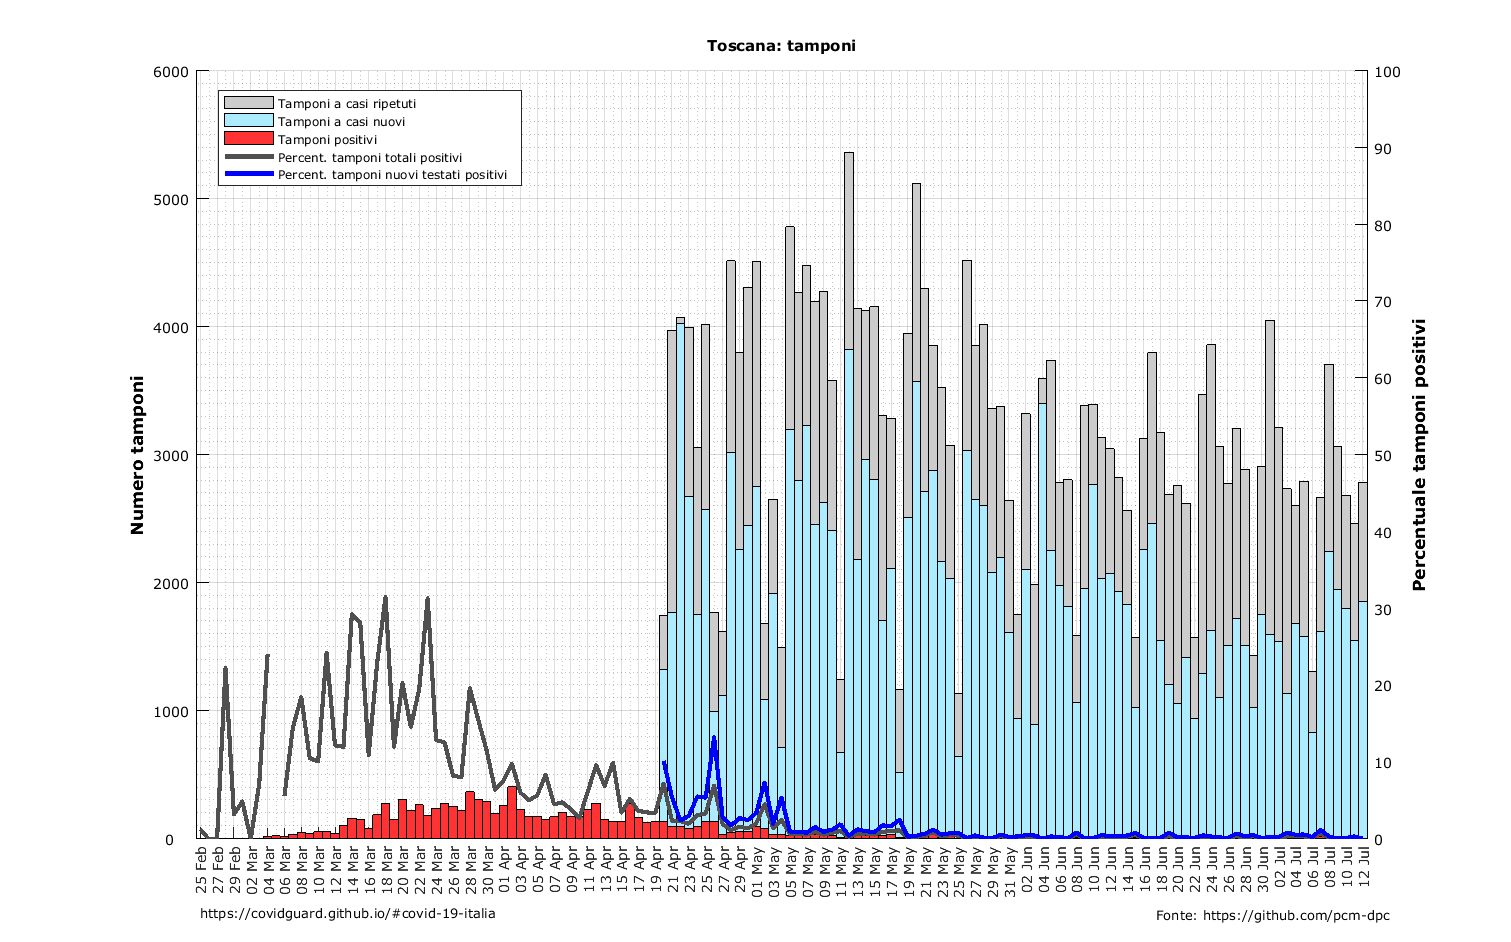 Toscana: tamponi
6000
5000
4000
3000
2000
1000
0
Numero tamponi
Tamponi a casi ripetuti
Tamponi a casi nuovi
Tamponi positivi
Percent. tamponi totali positivi
Percent. tamponi nuovi testati positivi
100
90
80
70
60
50
40
30
20
10
0
Percentuale tamponi positivi
25 Feb
27 Feb
29 Feb
02 Mar
04 Mar
06 Mar
08 Mar
10 Mar
12 Mar
14 Mar
16 Mar
18 Mar
20 Mar
22 Mar
24 Mar
26 Mar
28 Mar
30 Mar
01 Apr
03 Apr
05 Apr
07 Apr
09 Apr
11 Apr
13 Apr
15 Apr
17 Apr
19 Apr
21 Apr
23 Apr
25 Apr
27 Apr
29 Apr
01 May
03 May
05 May
07 May
09 May
11 May
13 May
15 May
17 May
19 May
21 May
23 May
25 May
27 May
29 May
31 May
02 Jun
04 Jun
06 Jun
08 Jun
10 Jun
12 Jun
14 Jun
16 Jun
18 Jun
20 Jun
22 Jun
24 Jun
26 Jun
28 Jun
30 Jun
02 Jul
04 Jul
06 Jul
08 Jul
10 Jul
12 Jul
https://covidguard.github.io/#covid-19-italia
Fonte: https://github.com/pcm-dpc